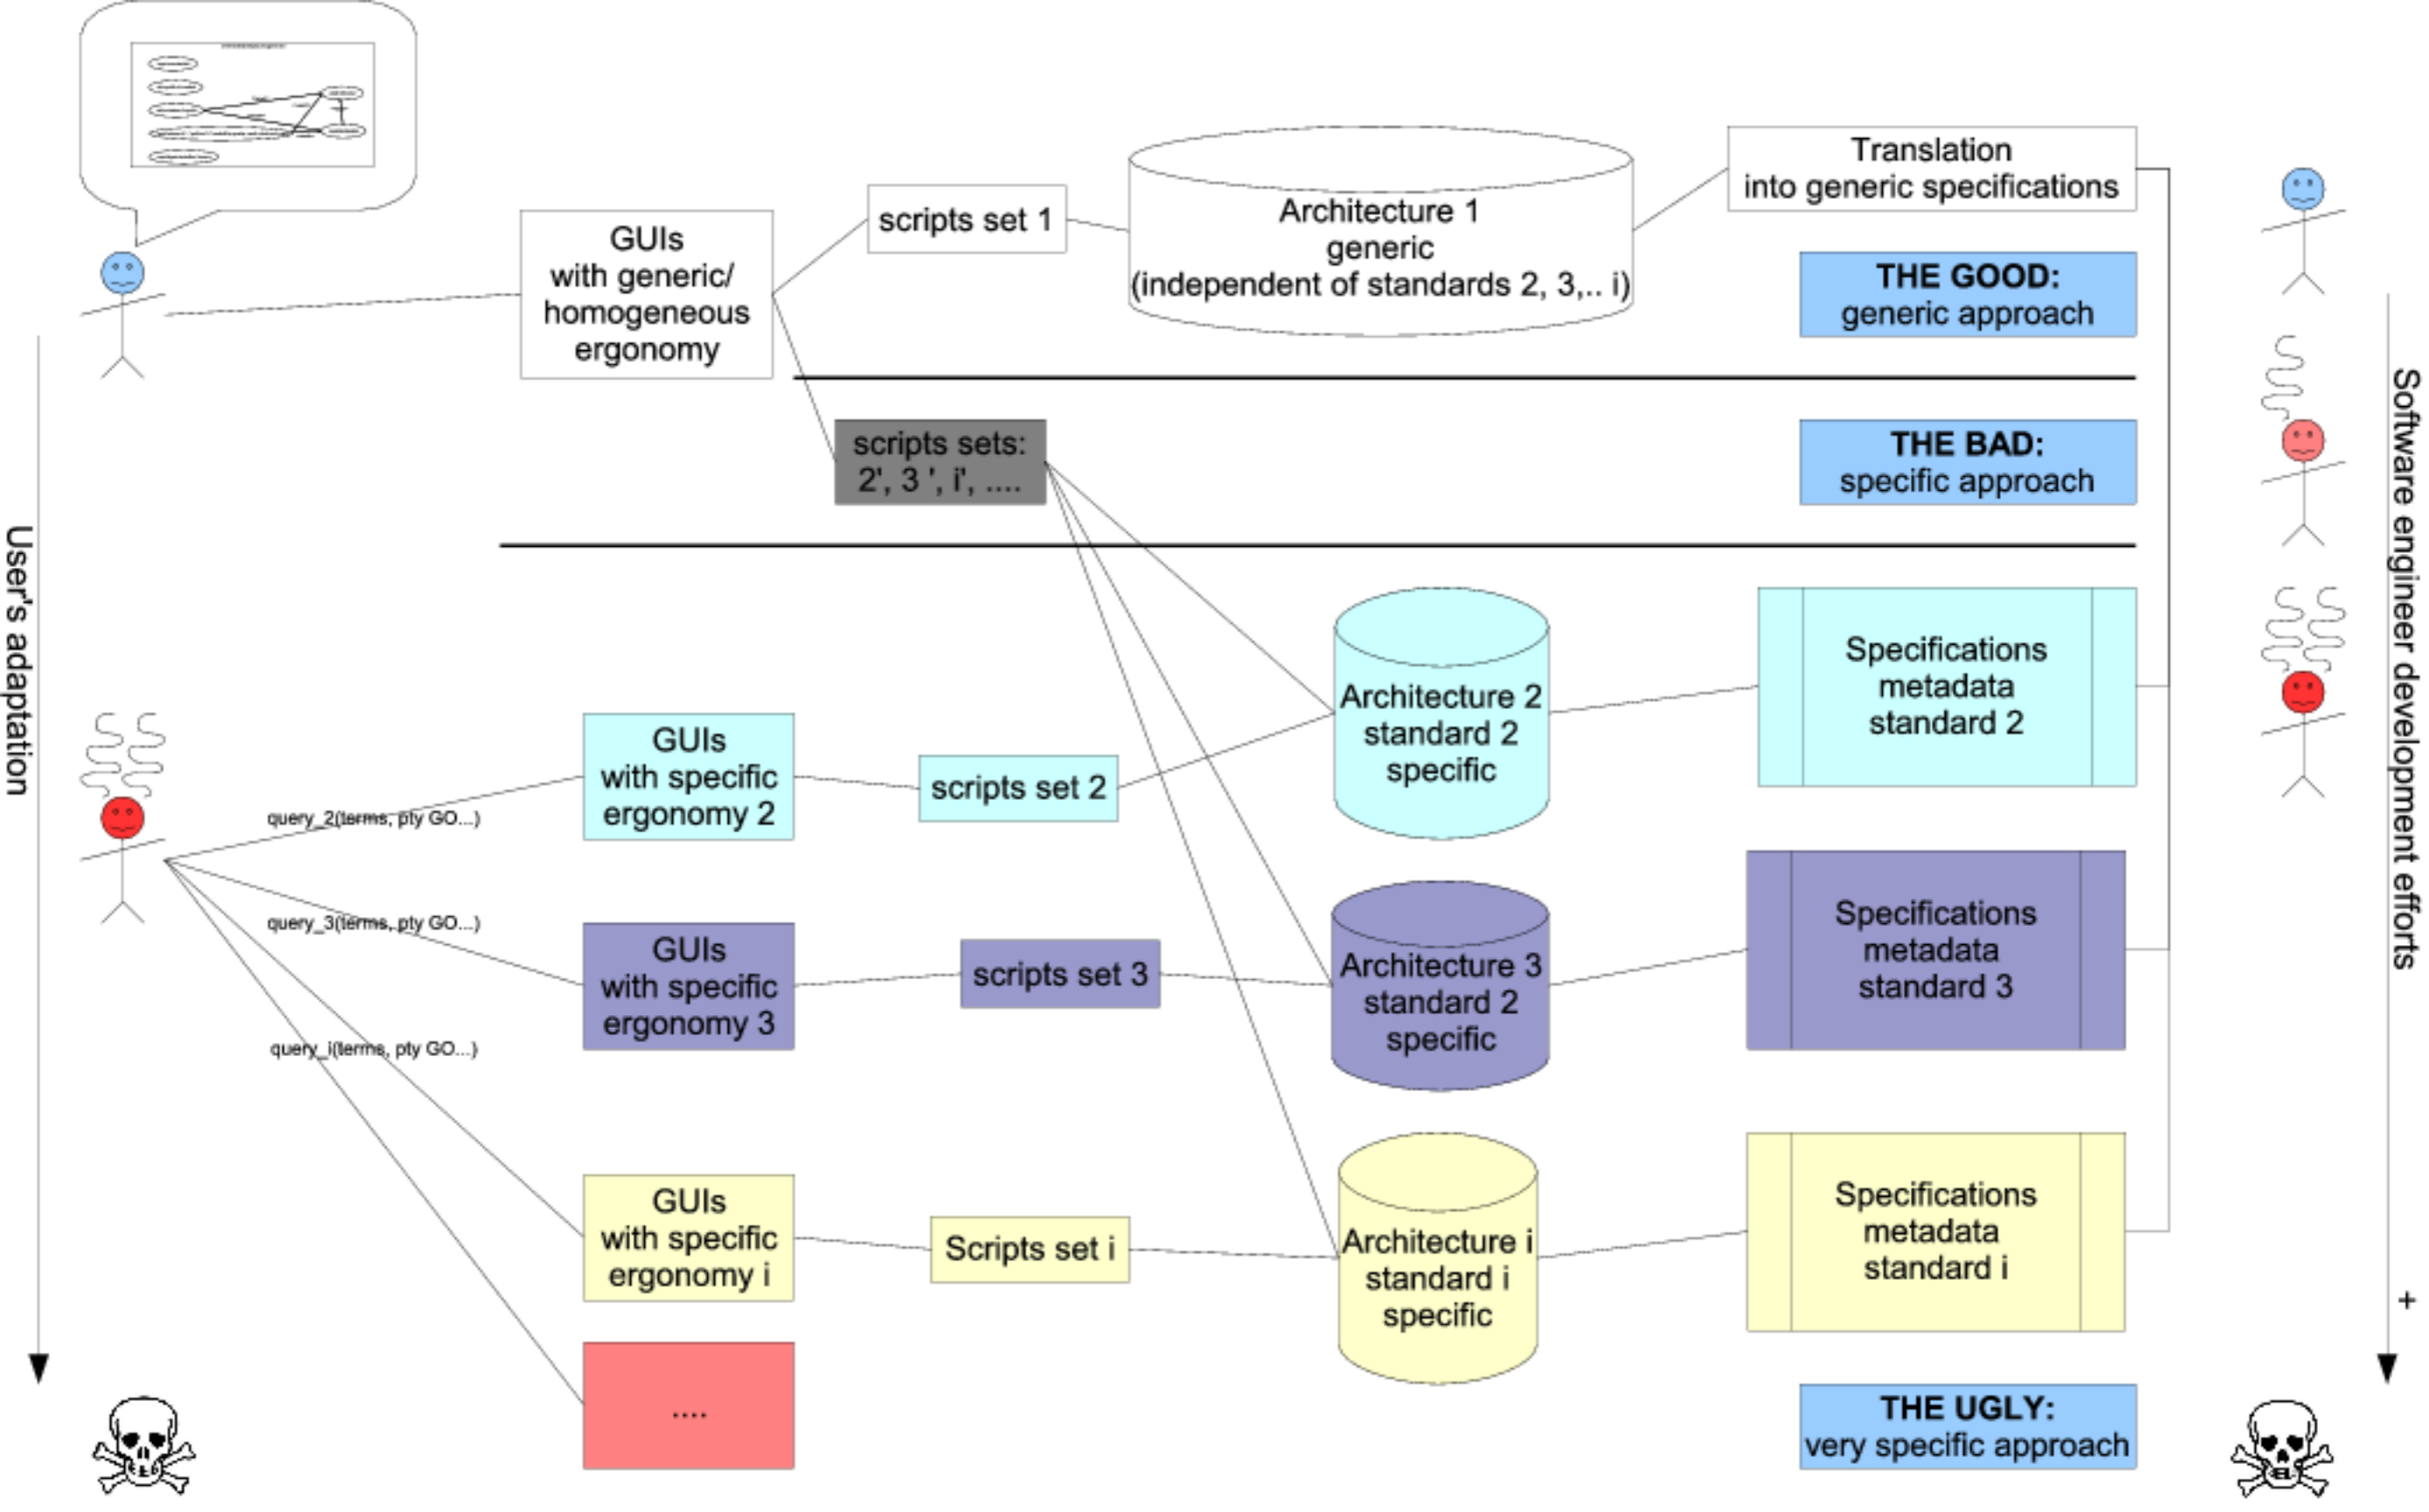 Translation
into generic specifications
scripts set 1
Architecture 1
generic
(independent of standards 2, 3,.. i)
GUIs
with generic/
homogeneous
ergonomy
THE GOOD:
generic approach
scripts sets:
2', 3 ', i', ....
THE BAD:
specific approach
User's adaptation
Software engineer development efforts
+
Specifications
metadata
standard 2
Architecture 2
standard 2
specific
GUIs
with specific
ergonomy 2
scripts set 2
query_2(terms, pty GO...)
query_3(terms, pty GO...)
GUIs
with specific
ergonomy 3
scripts set 3
Architecture 3
standard 2
specific
Specifications
metadata
standard 3
query_i(terms, pty GO...)
GUIs
with specific
ergonomy i
Scripts set i
Architecture i
standard i
specific
Specifications
metadata
standard i
....
THE UGLY:
very specific approach